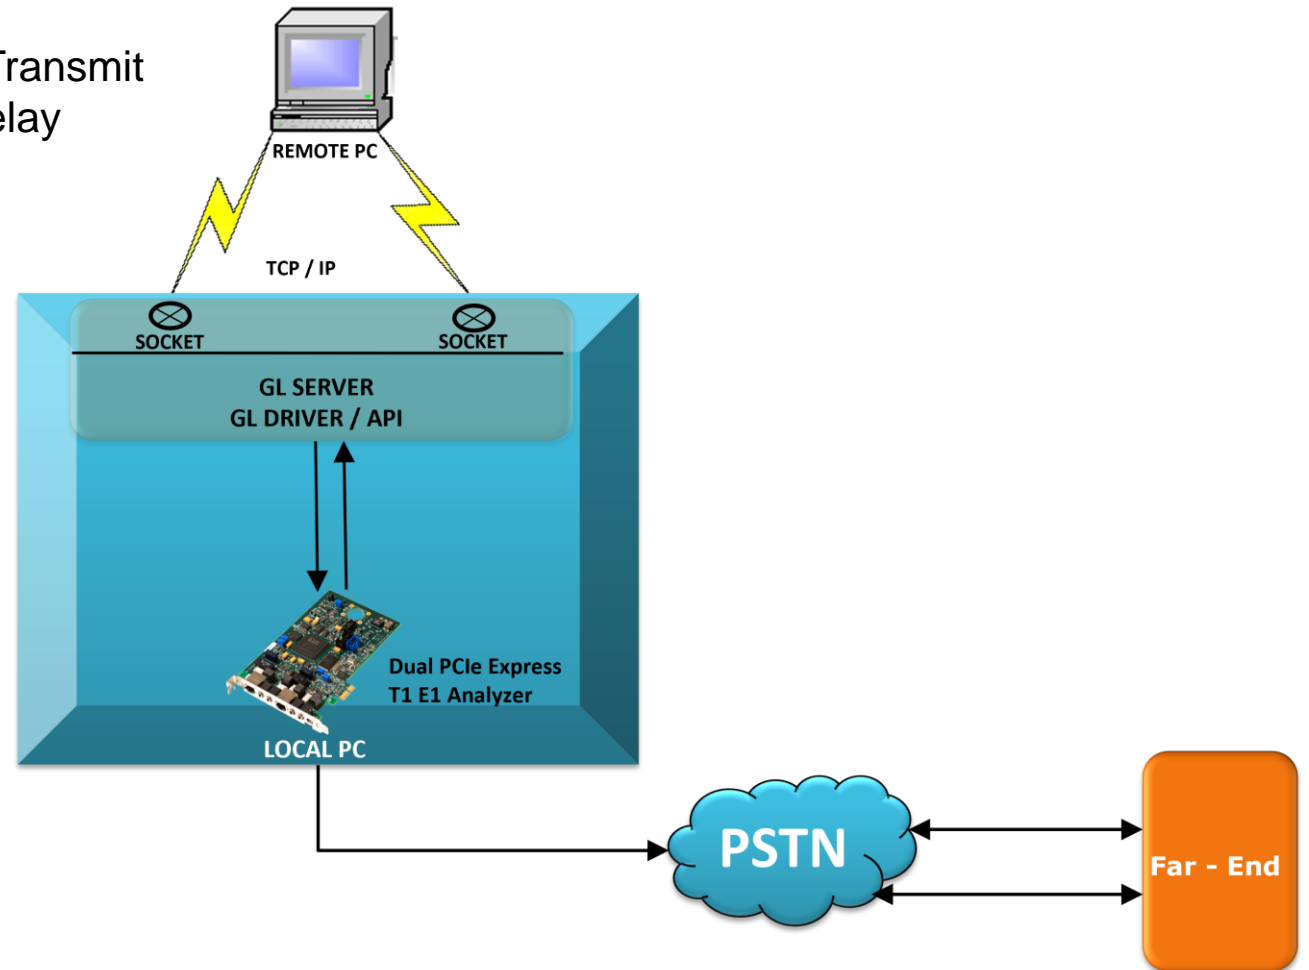 Transmit
elay
REMOTE PC
TCP / IP
SOCKET
SOCKET
GL SERVER
GL DRIVER / API
Dual PCIe Express
T1 E1 Analyzer
LOCAL PC
PSTN
Far - End